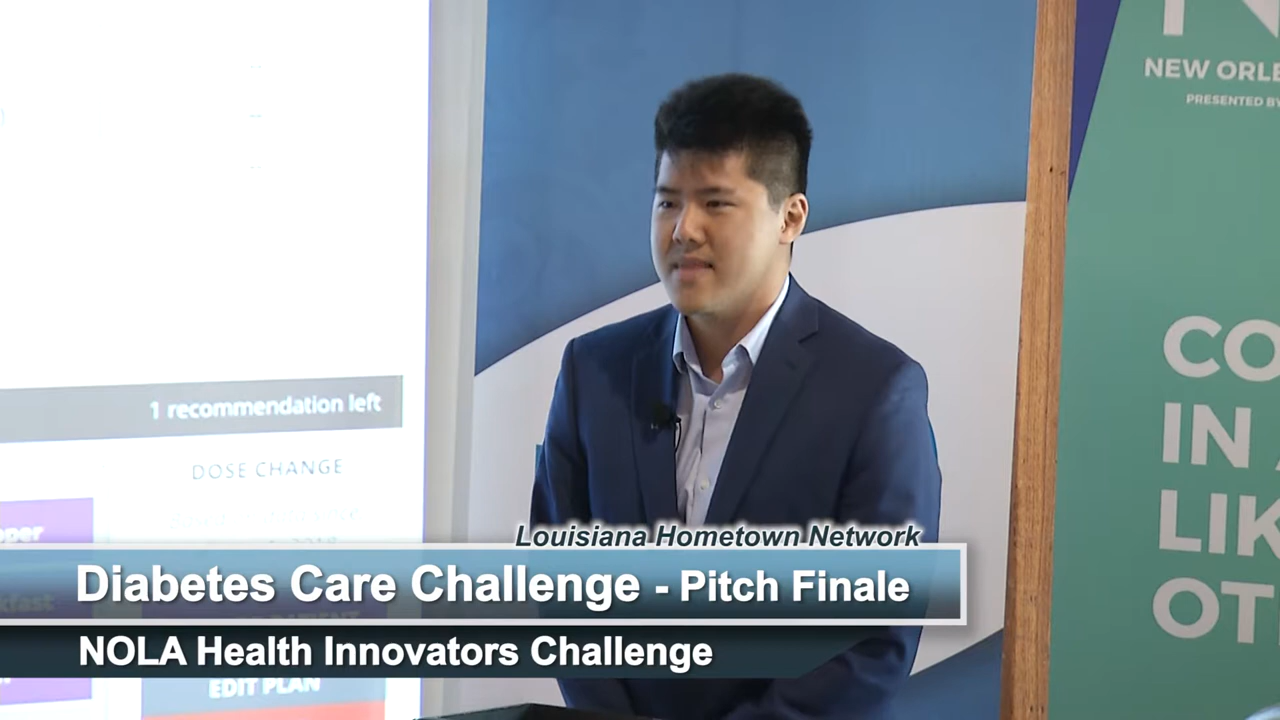 1 recommendation left
DOSE CHANGE
EDIT PLAN
NEW ORLE
PRESENTED BY
CO
IN
LIK
OT
Louisiana Hometown Network
Diabetes Care Challenge - Pitch Finale
NOLA Health Innovators Challenge